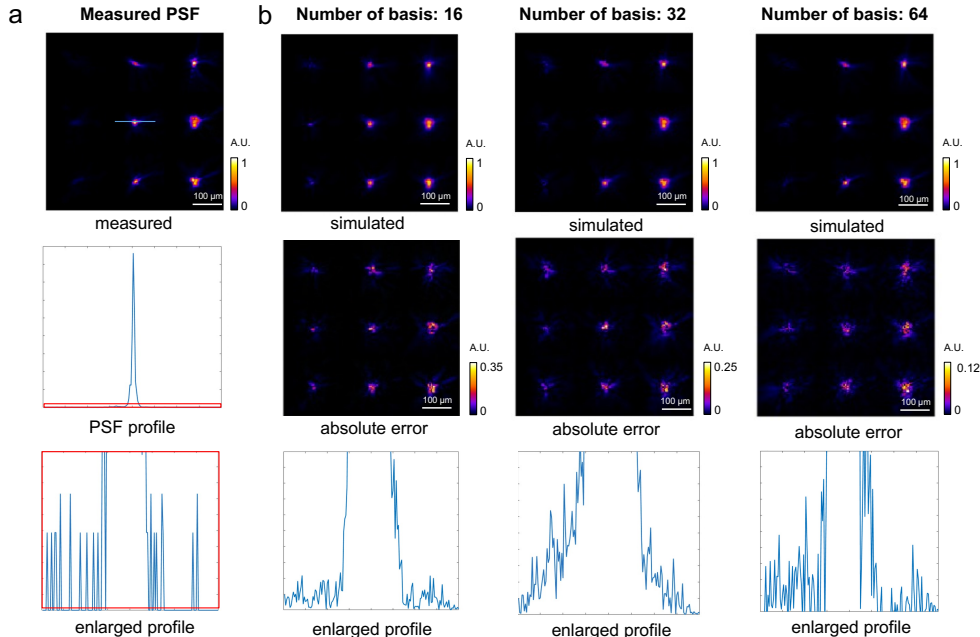 a
Measured PSF
b
Number of basis: 16
Number of basis: 32
Number of basis: 64
A.U.
1
0
100 μm
A.U.
1
0
100 μm
A.U.
1
0
100 μm
A.U.
1
0
100 μm
measured
simulated
simulated
simulated
A.U.
0.35
0
100 μm
A.U.
0.25
0
100 μm
A.U.
0.12
0
100 μm
PSF profile
absolute error
absolute error
absolute error
enlarged profile
enlarged profile
enlarged profile
enlarged profile